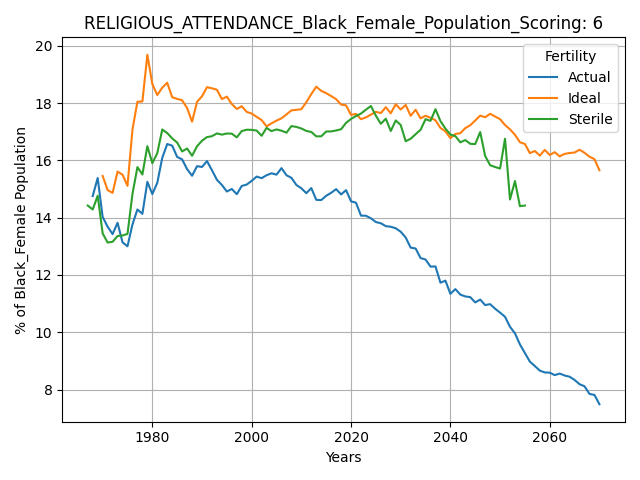 RELIGIOUS_ATTENDANCE_Black_Female_Population_Scoring: 6
Fertility
Actual
Ideal
Sterile
% of Black_Female Population
20
18
16
14
12
10
8
1980
2000
2020
2040
2060
Years